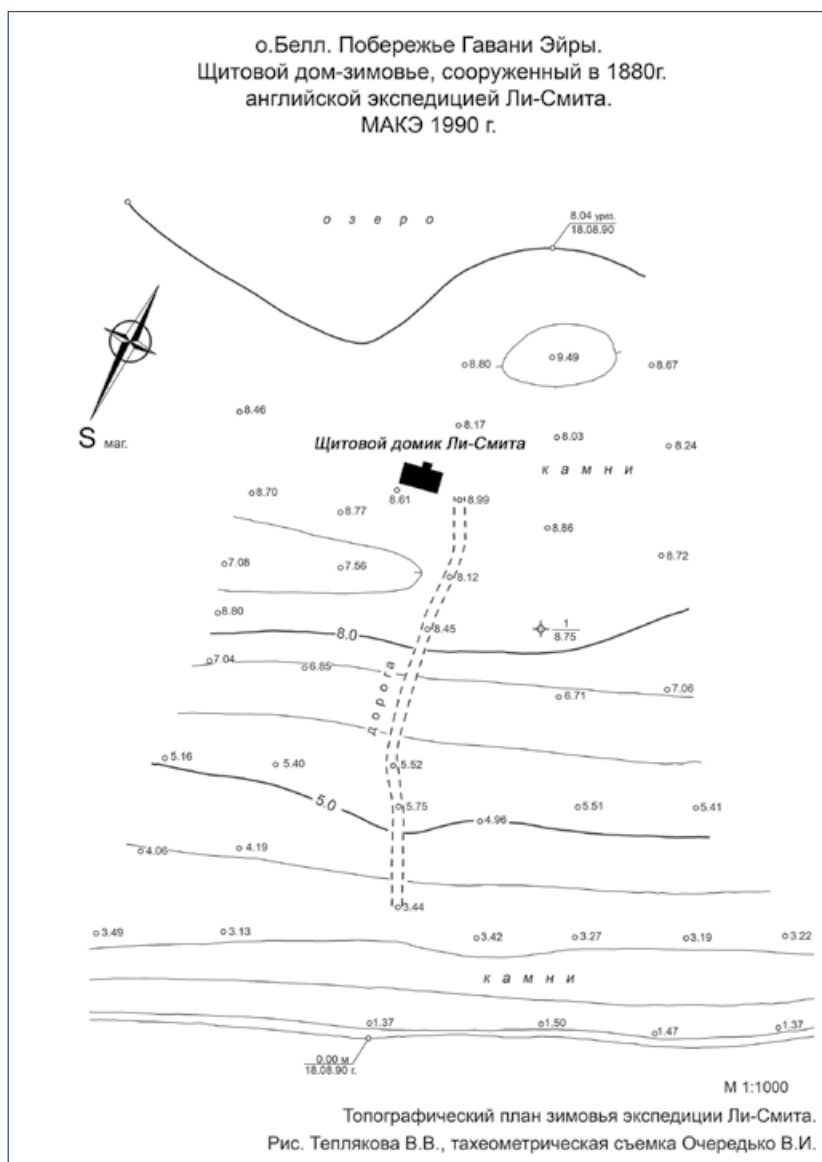 о.Белл. Побережье Гавани Эйры.
Щитовой дом-зимовье, сооруженный в 1880г.
английской экспедицией Ли-Смита.
МАКЭ 1990 г.
о з е р о
8.04 урез.
18.08.90
8.80
9.49
8.67
S маг.
8.46
8.17
8.03
8.24
Щитовой домик Ли-Смита
к а м н и
8.70
8.61
8.99
8.77
8.86
8.72
7.08
7.56
8.12
8.80
8.0
8.45
1
8.75
7.04
6.85
дорога
6.71
7.06
5.16
5.40
5.52
5.0
5.75
4.96
5.51
5.41
4.06
4.19
3.44
3.49
3.13
3.42
3.27
3.19
3.22
к а м н и
1.37
1.50
1.47
1.37
0.00 м
18.08.90 г.
М 1:1000
Топографический план зимовья экспедиции Ли-Смита.
Рис. Теплякова В.В., тахеометрическая съемка Очередько В.И.